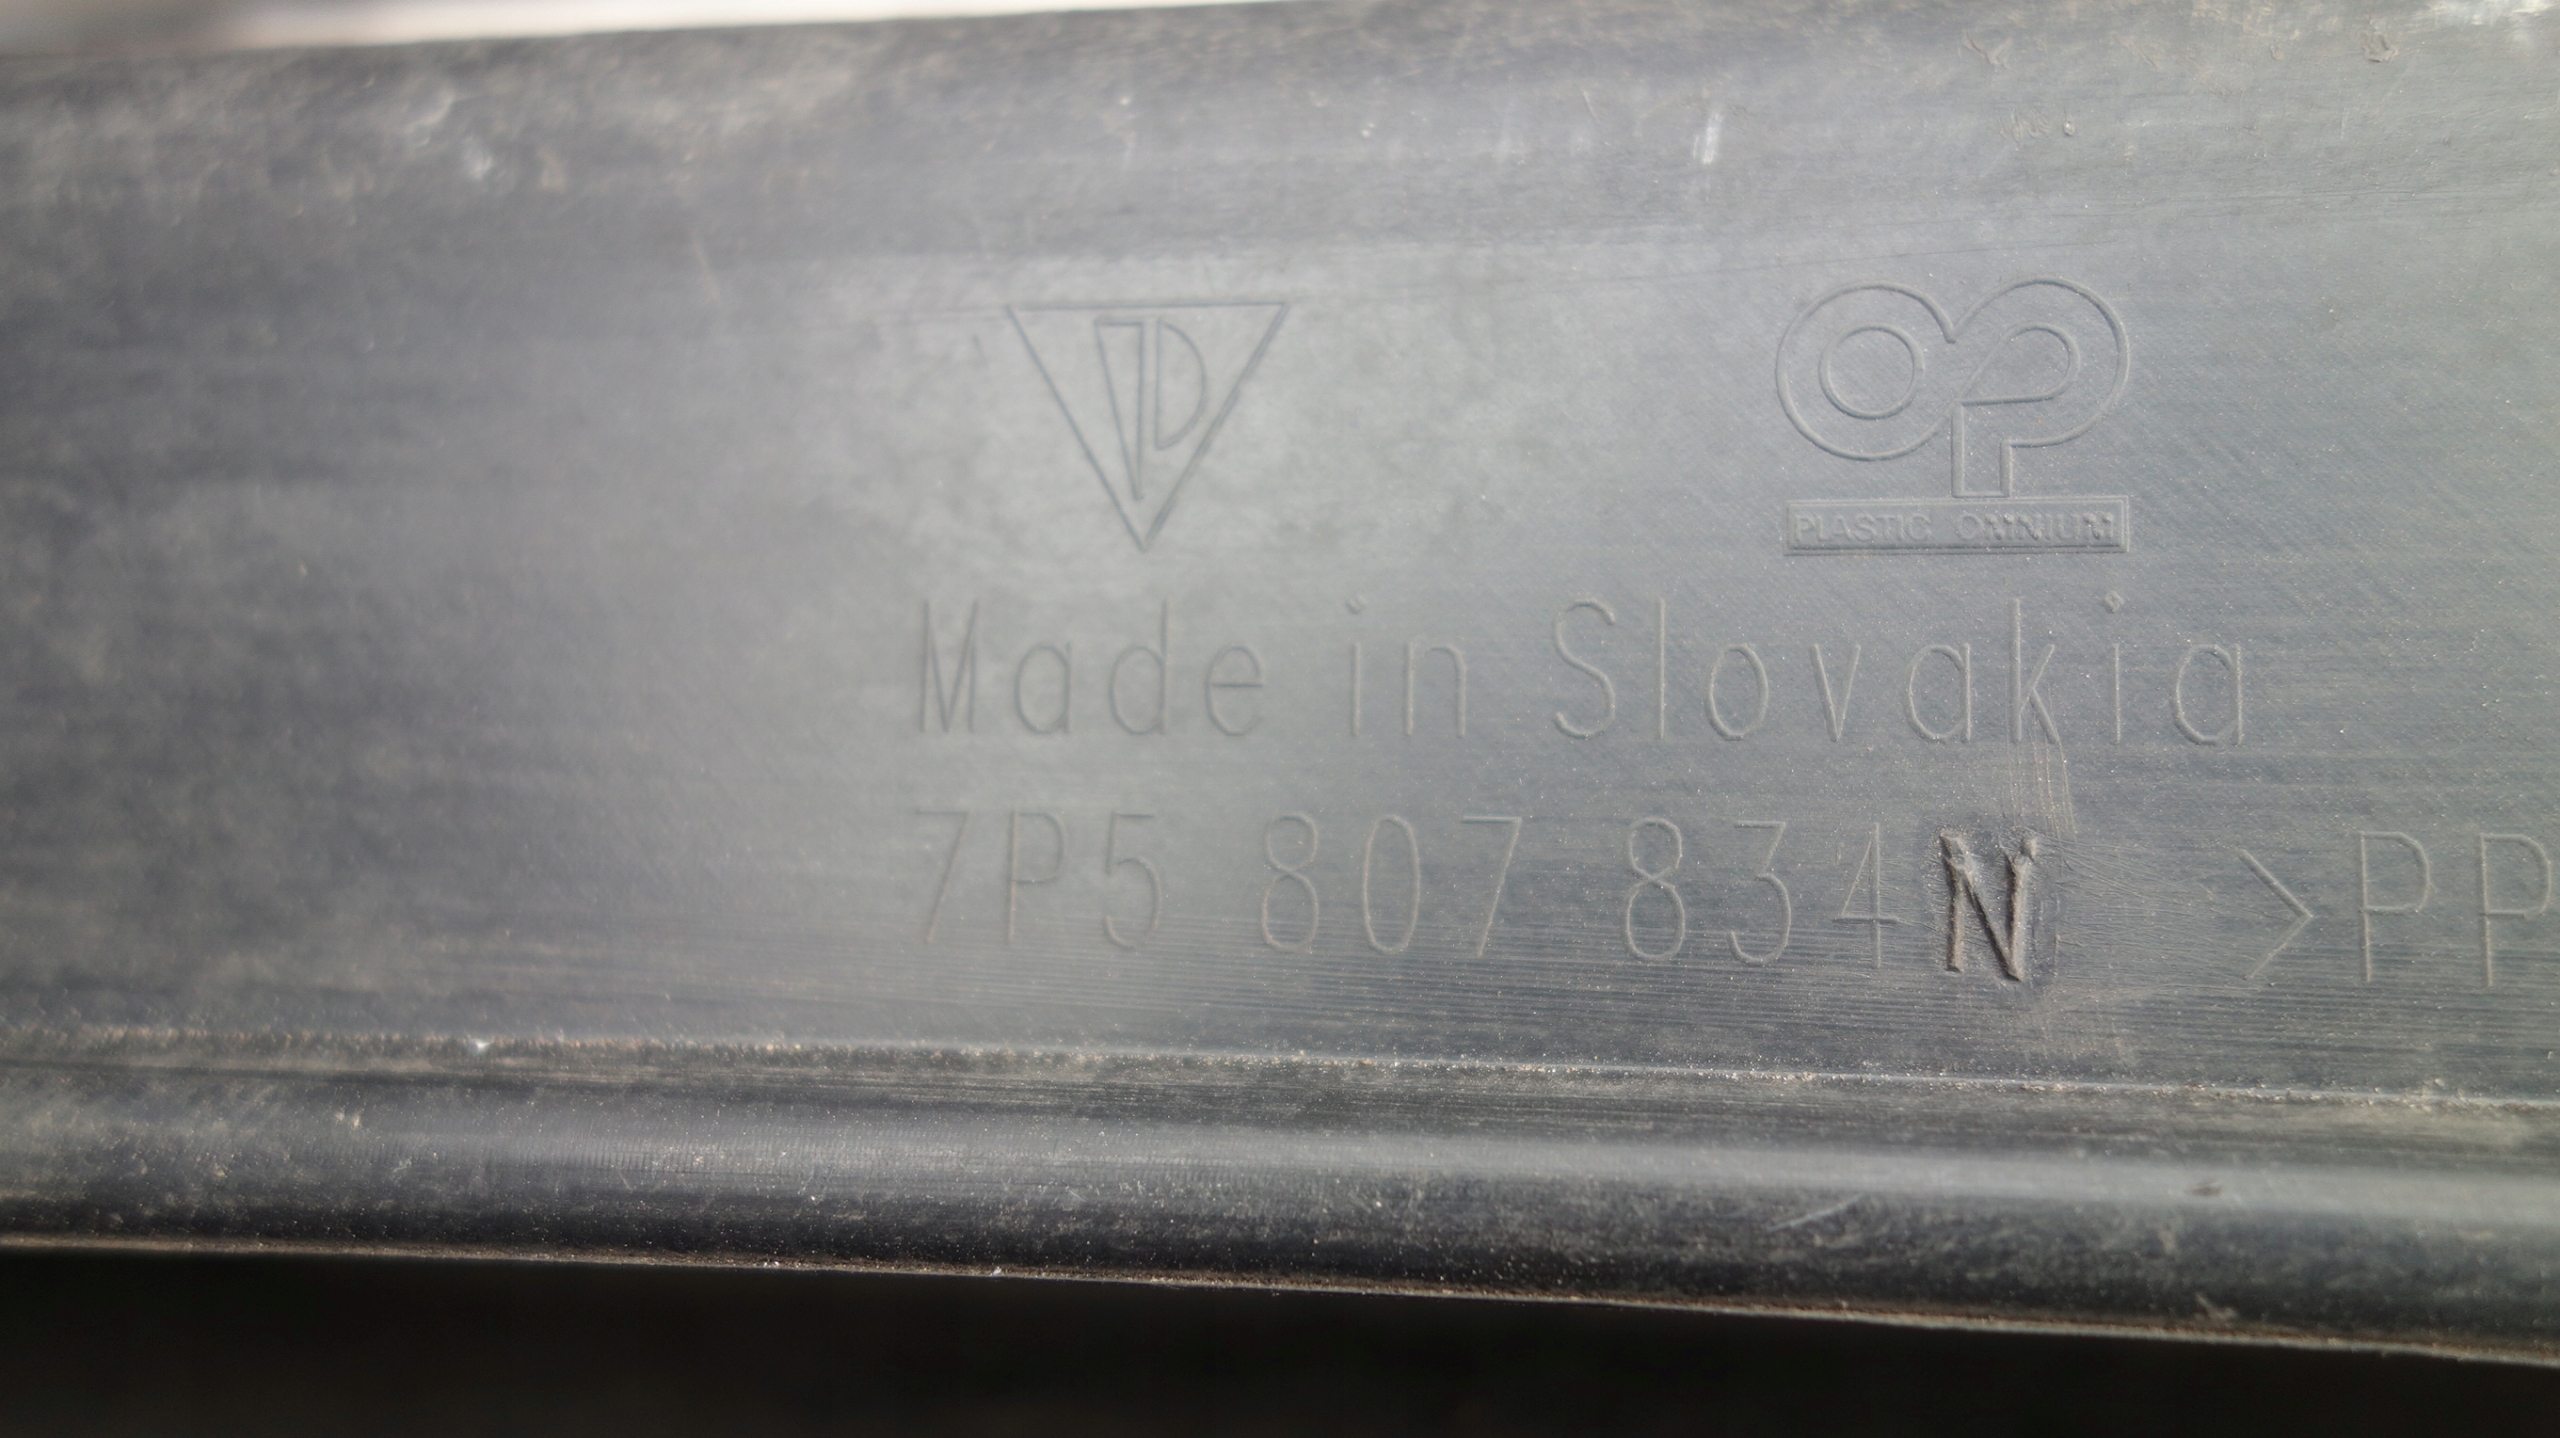 PLASTIC OMNIUM
Made in Slovakia
7P5 807 834N >PP